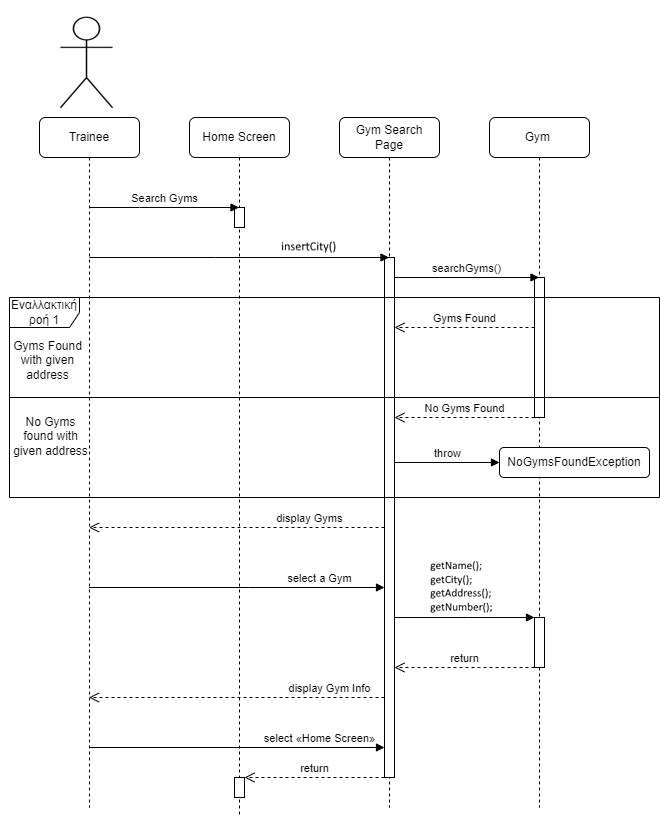 Trainee
Home Screen
Gym Search
Page
Gym
Search Gyms
insertCity()
searchGyms()
Εναλλακτική
ροή 1
Gyms Found
Gyms Found
with given
address
No Gyms Found
No Gyms
found with
given address
throw
NoGymsFoundException
display Gyms
getName();
getCity();
getAddress();
getNumber();
select a Gym
return
display Gym Info
select «Home Screen»
return